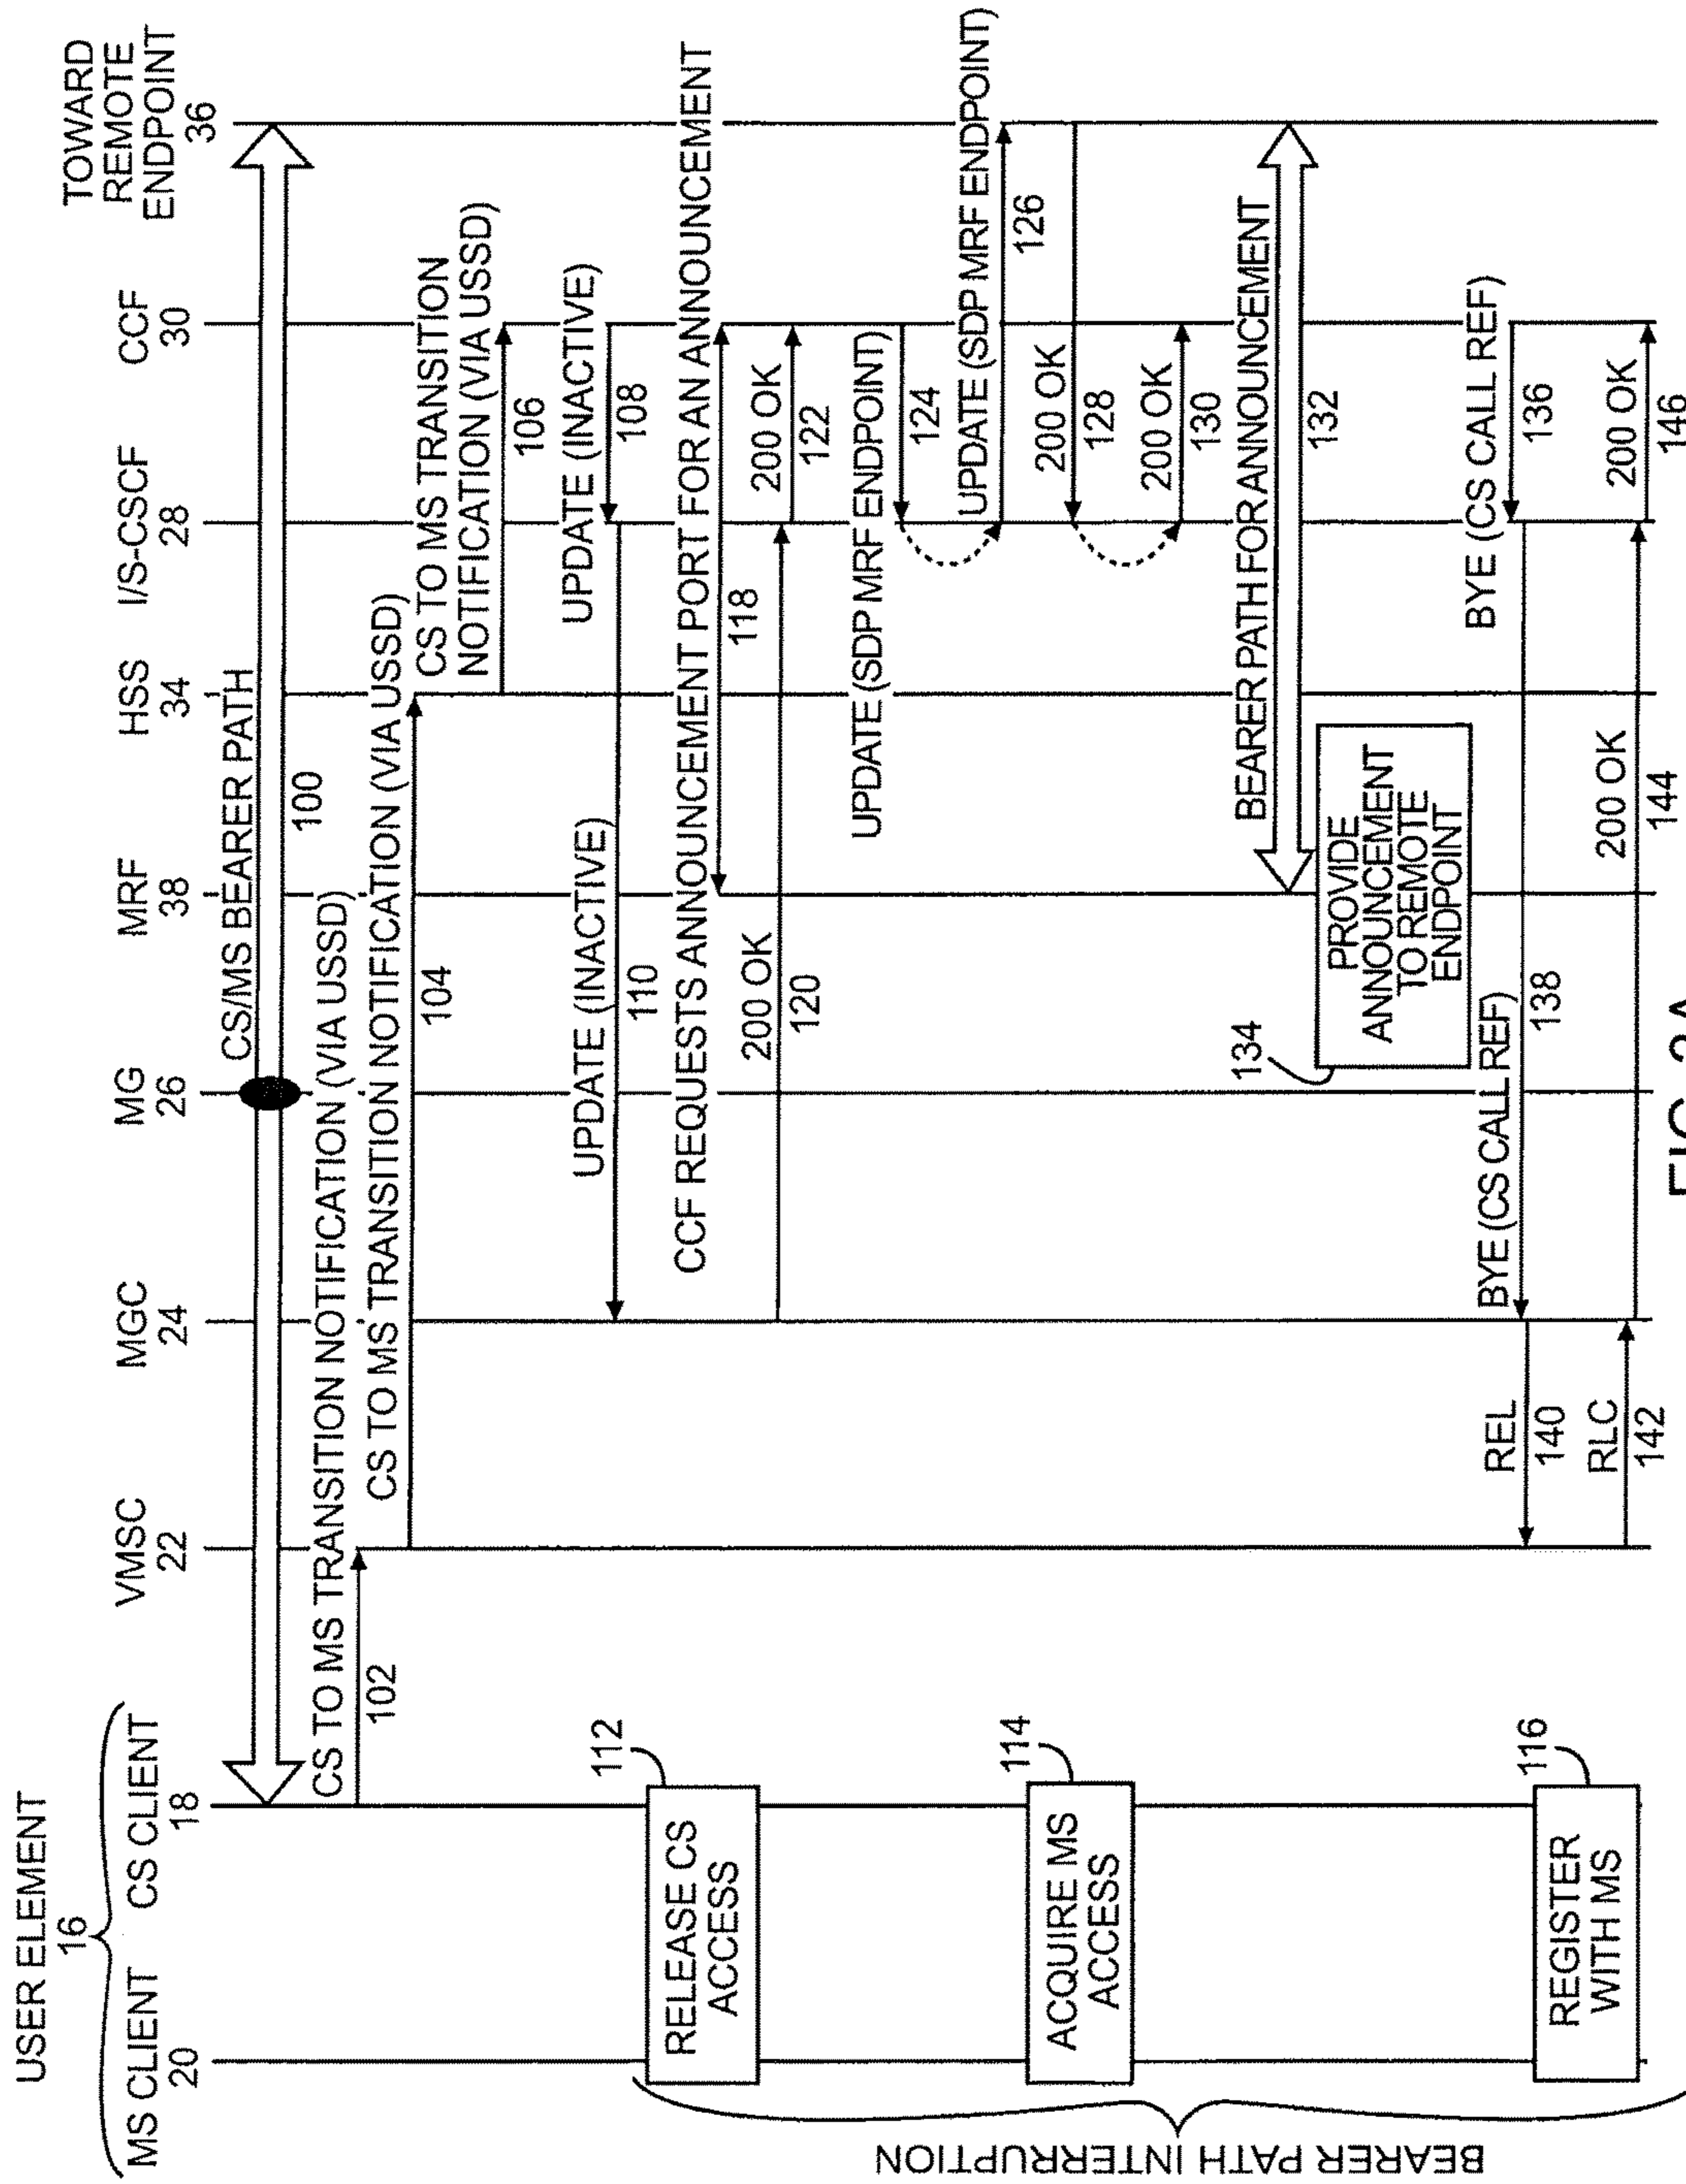 USER ELEMENT
16
MS CLIENT
20
CS CLIENT
18
VMSC
22
MGC
24
MG
26
MRF
38
HSS
34
I/S-CSCF
28
CCF
30
TOWARD
REMOTE
ENDPOINT
36
CS/MS BEARER PATH
100
CS TO MS TRANSITION NOTIFICATION (VIA USSD)
102
CS TO MS TRANSITION NOTIFICATION (VIA USSD)
104
CS TO MS TRANSITION
NOTIFICATION (VIA USSD)
106
UPDATE (INACTIVE)
108
UPDATE (INACTIVE)
110
RELEASE CS
ACCESS
112
CCF REQUESTS ANNOUNCEMENT PORT FOR AN ANNOUNCEMENT
118
200 OK
120
200 OK
122
UPDATE (SDP MRF ENDPOINT)
124
UPDATE (SDP MRF ENDPOINT)
126
ACQUIRE MS
ACCESS
114
200 OK
128
200 OK
130
BEARER PATH FOR ANNOUNCEMENT
132
134
PROVIDE
ANNOUNCEMENT
TO REMOTE
ENDPOINT
BYE (CS CALL REF)
136
BYE (CS CALL REF)
138
REL
140
RLC
142
200 OK
144
200 OK
146
REGISTER
WITH MS
116
BEARER PATH INTERRUPTION